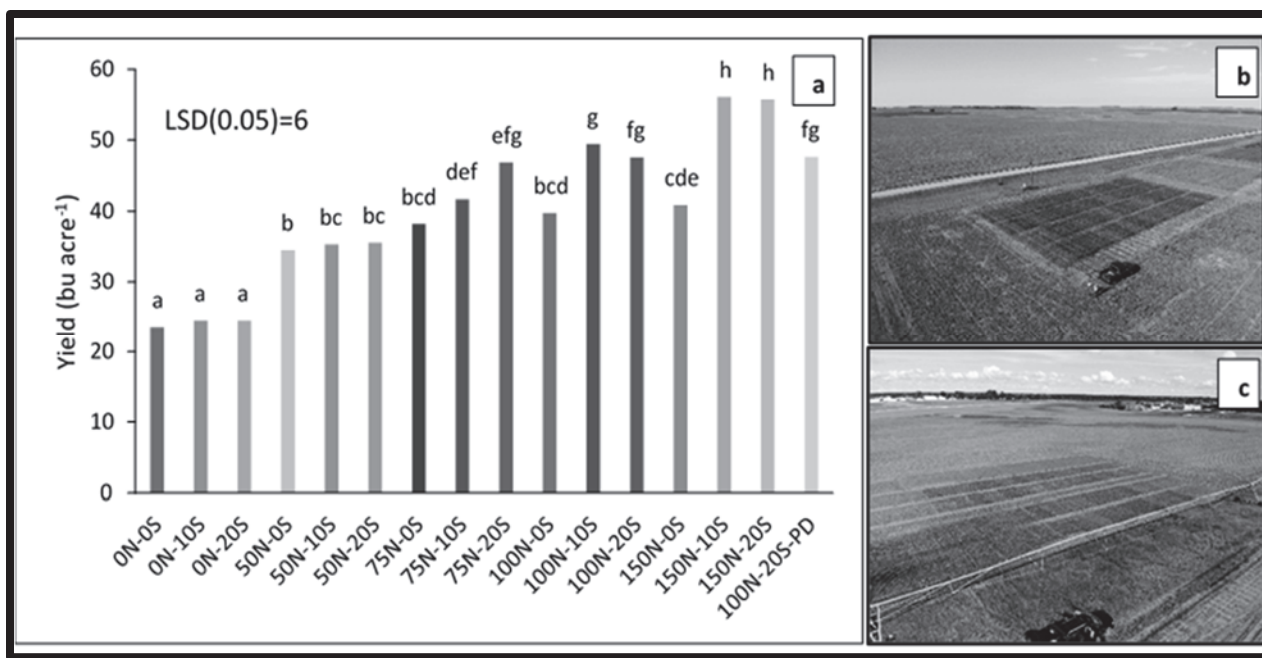 60
50
40
30
20
10
0
Yield (bu acre⁻¹)
LSD(0.05)=6
a
a
a
a
b
bc
bc
bcd
def
efg
bcd
g
fg
cde
h
h
fg
0N-0S
0N-10S
0N-20S
50N-0S
50N-10S
50N-20S
75N-0S
75N-10S
75N-20S
100N-0S
100N-10S
100N-20S
150N-0S
150N-10S
150N-20S
100N-20S-PD
b
c